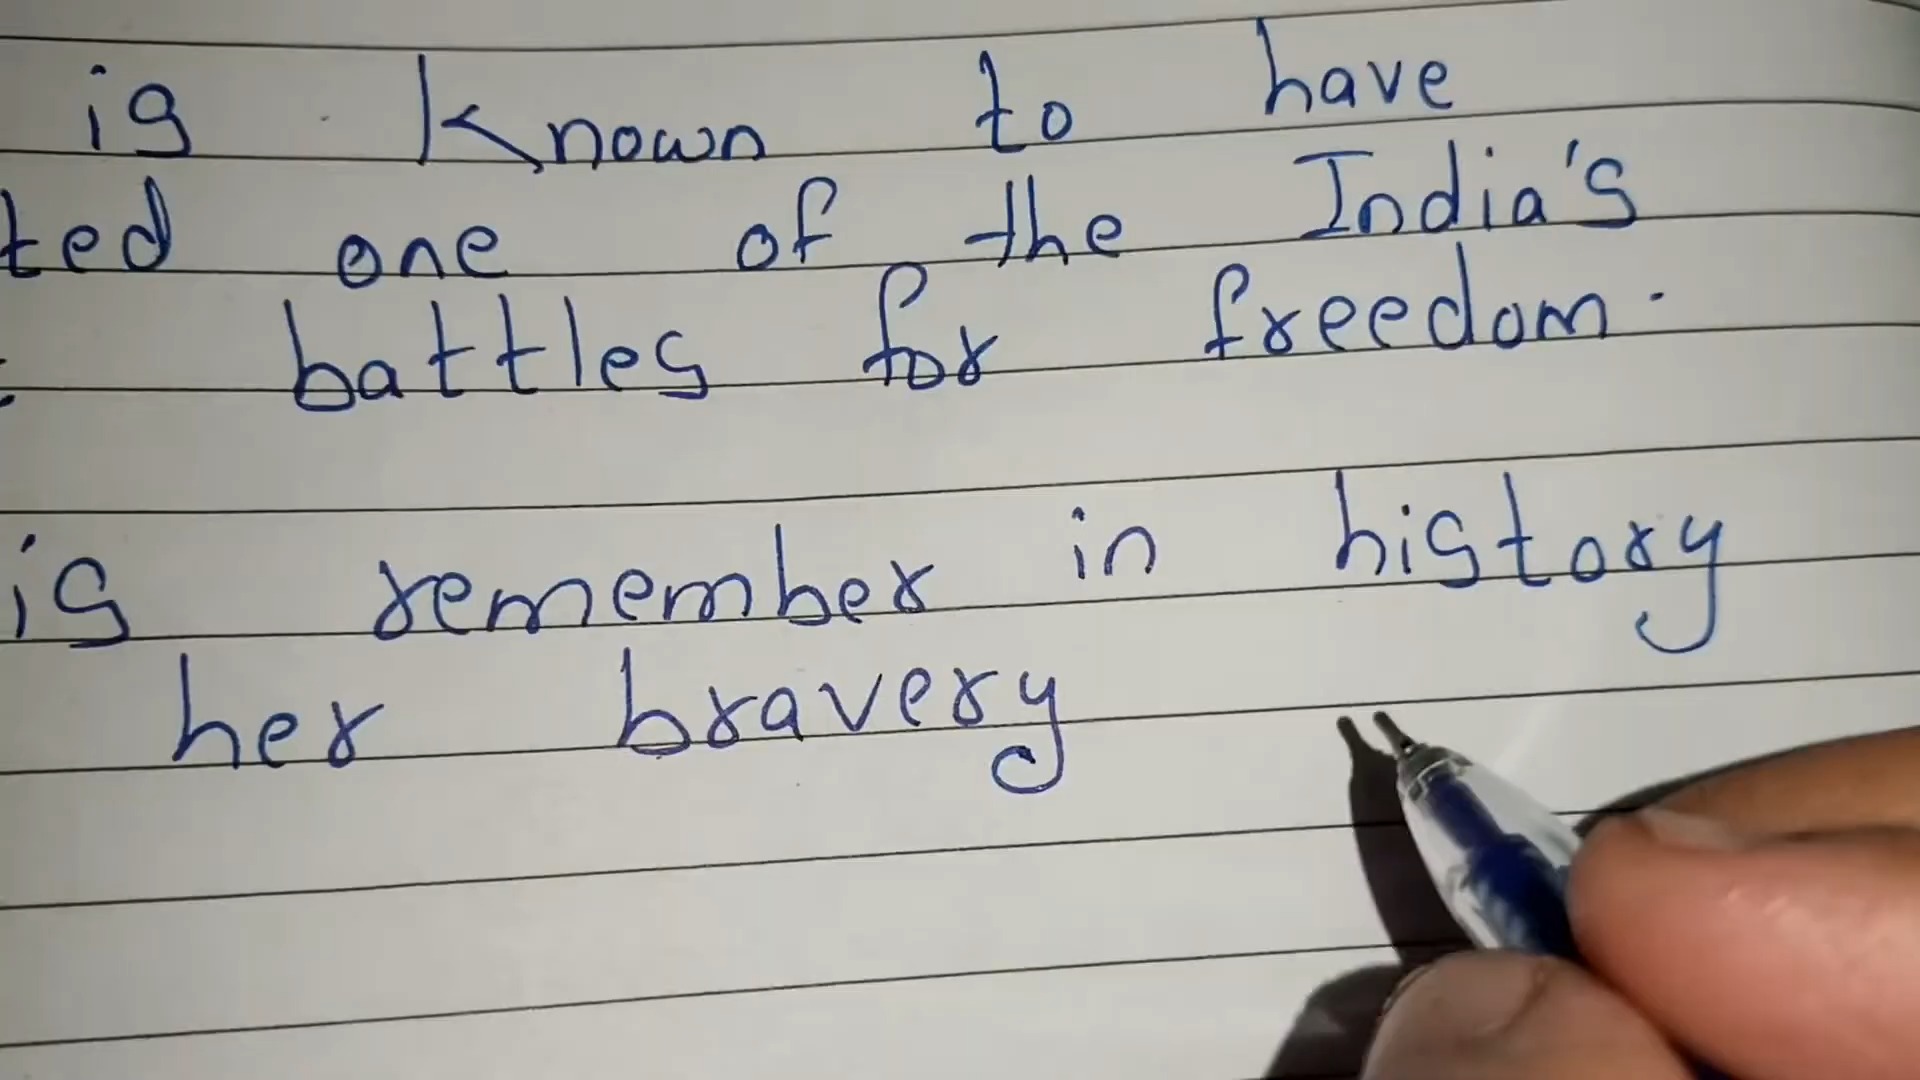 is known to have
ted one of the India's
battles for freedom.
is remember in history
her bravery